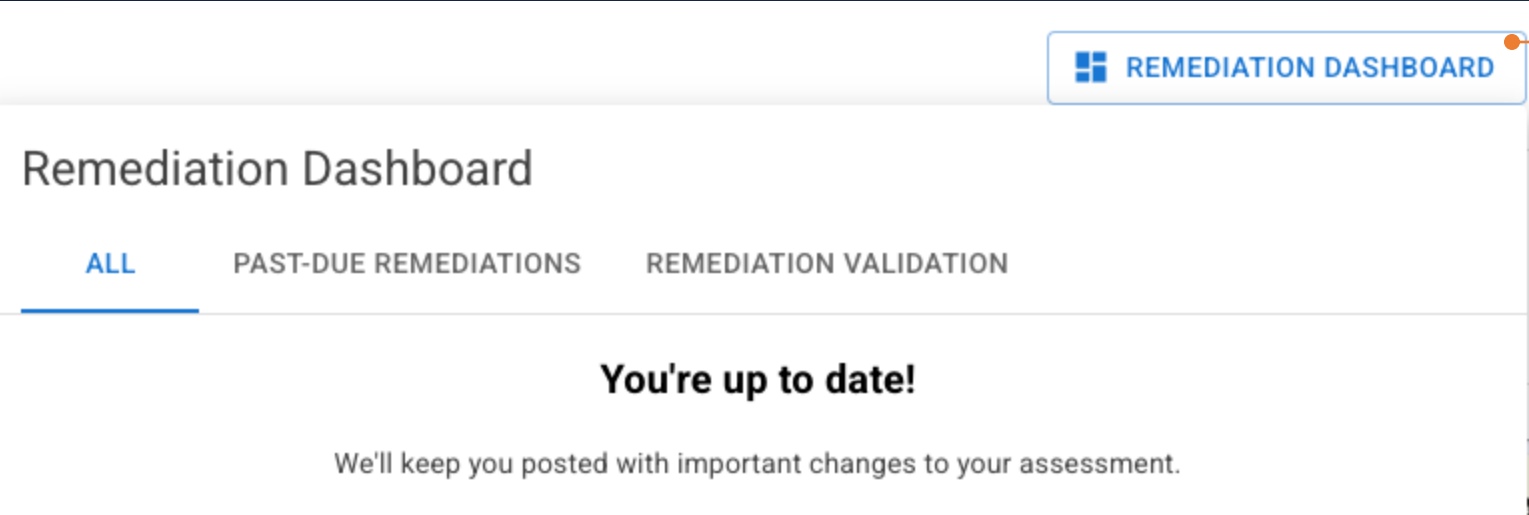 REMEDIATION DASHBOARD
Remediation Dashboard
ALL PAST-DUE REMEDIATIONS REMEDIATION VALIDATION
You're up to date!
We'll keep you posted with important changes to your assessment.